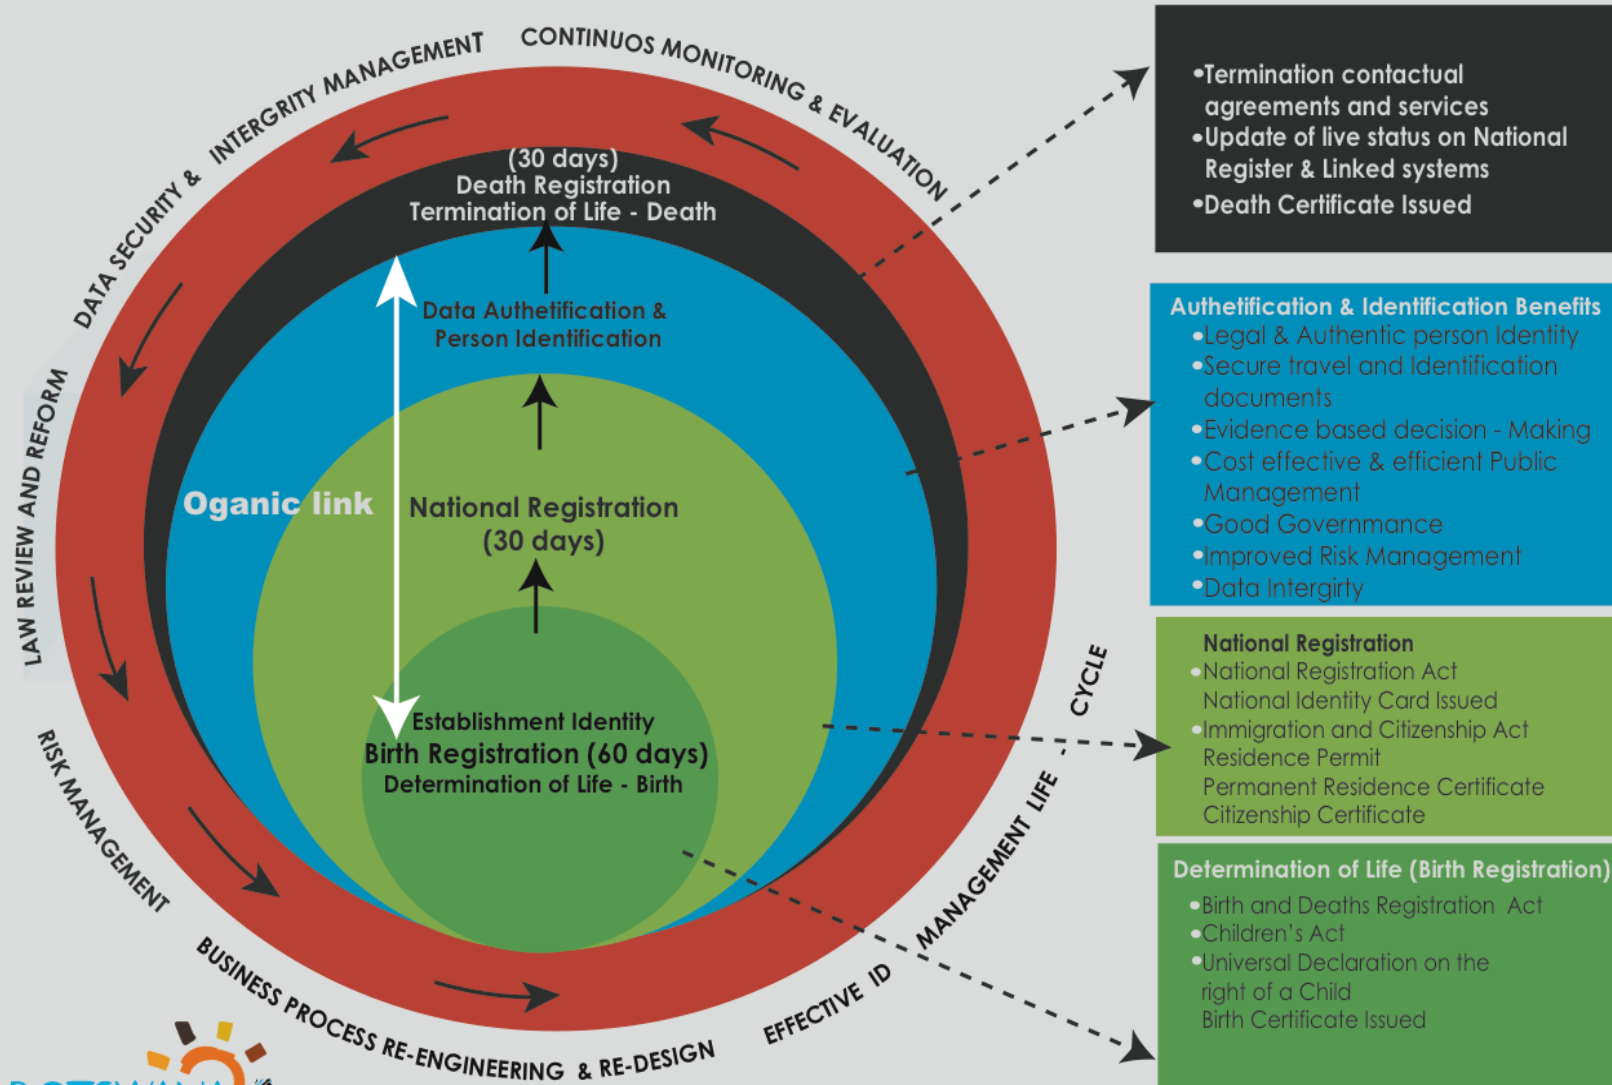 CONTINUOS MONITORING & EVALUATION
DATA SECURITY & INTERGRITY MANAGEMENT
LAW REVIEW AND REFORM
RISK MANAGEMENT
BUSINESS PROCESS RE-ENGINEERING & RE-DESIGN
EFFECTIVE ID MANAGEMENT LIFE - CYCLE
(30 days)
Death Registration
Termination of Life - Death
Data Authetification &
Person Identification
Oganic link
National Registration
(30 days)
Establishment Identity
Birth Registration (60 days)
Determination of Life - Birth
•Termination contactual
agreements and services
•Update of live status on National
Register & Linked systems
•Death Certificate Issued
Authetification & Identification Benefits
•Legal & Authentic person Identity
•Secure travel and Identification
documents
•Evidence based decision - Making
•Cost effective & efficient Public
Management
•Good Governmance
•Improved Risk Management
•Data Intergirty
National Registration
•National Registration Act
National Identity Card Issued
•Immigration and Citizenship Act
Residence Permit
Permanent Residence Certificate
Citizenship Certificate
Determination of Life (Birth Registration)
•Birth and Deaths Registration Act
•Children’s Act
•Universal Declaration on the
right of a Child
Birth Certificate Issued
BOTSWANA